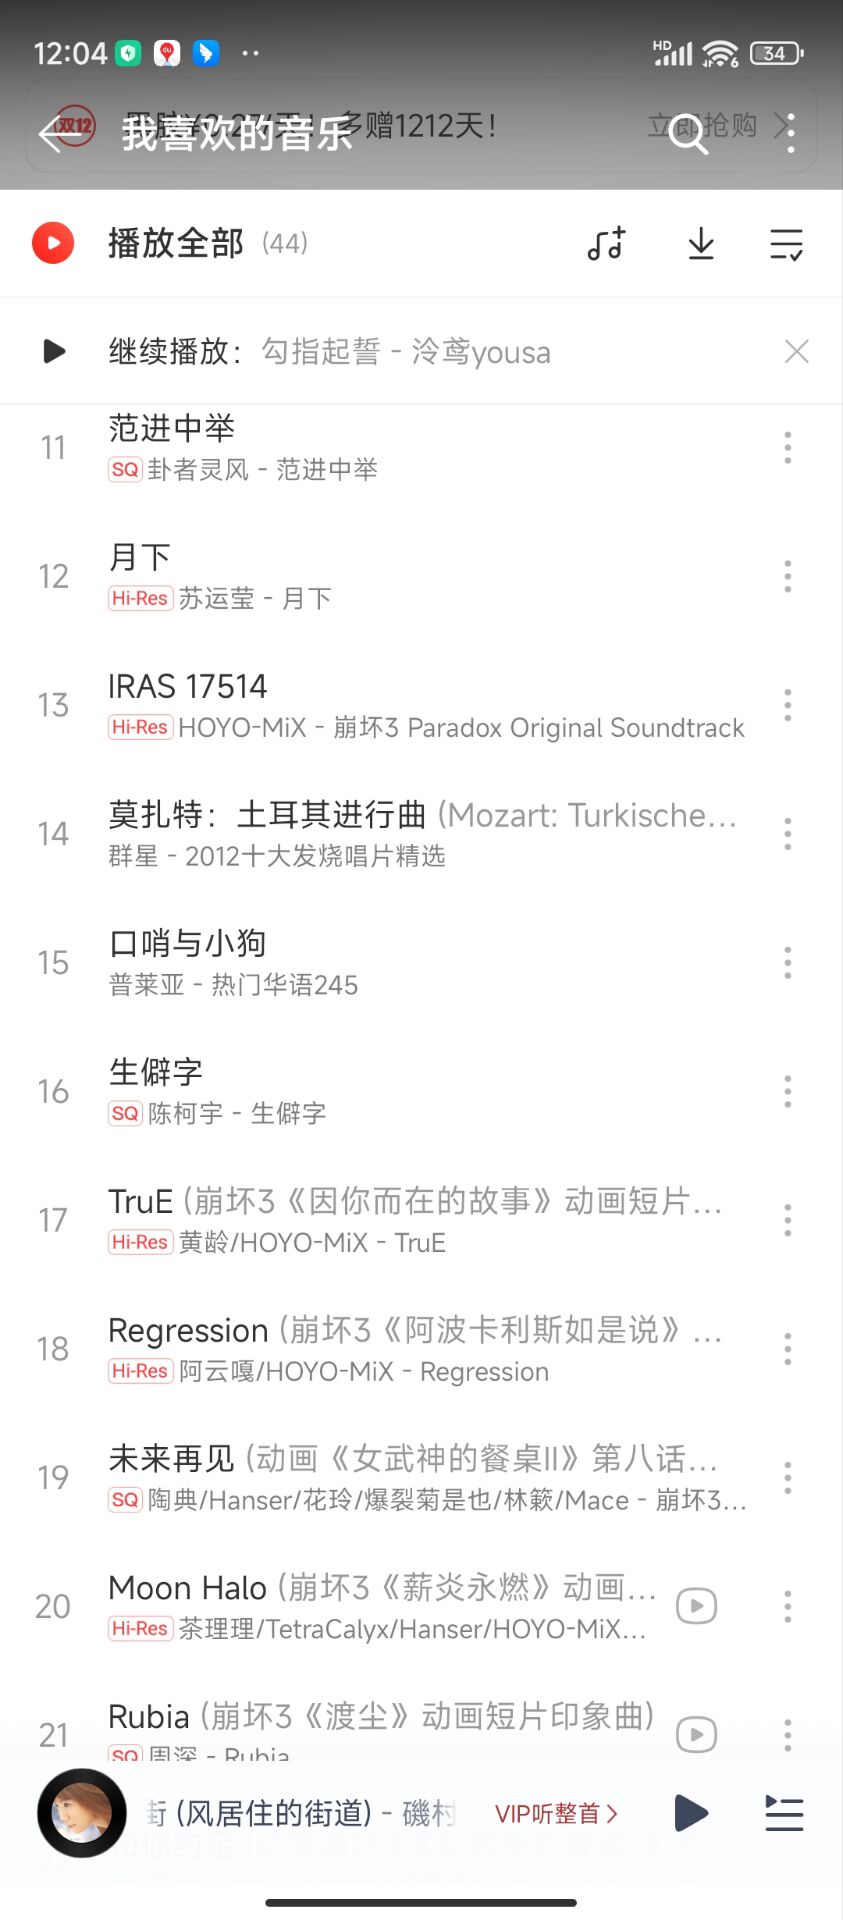 12:04
HD 6 34
双12 多赠1212天！ 立即抢购
我喜欢的音乐
播放全部 (44)
继续播放：勾指起誓 - 泠鸢yousa
11 范进中举
SQ 卦者灵风 - 范进中举
12 月下
Hi-Res 苏运莹 - 月下
13 IRAS 17514
Hi-Res HOYO-MiX - 崩坏3 Paradox Original Soundtrack
14 莫扎特：土耳其进行曲 (Mozart: Turkische...
群星 - 2012十大发烧唱片精选
15 口哨与小狗
普莱亚 - 热门华语245
16 生僻字
SQ 陈柯宇 - 生僻字
17 TruE (崩坏3《因你而在的故事》动画短片...
Hi-Res 黄龄/HOYO-MiX - TruE
18 Regression (崩坏3《阿波卡利斯如是说》...
Hi-Res 阿云嘎/HOYO-MiX - Regression
19 未来再见 (动画《女武神的餐桌II》第八话...
SQ 陶典/Hanser/花玲/爆裂菊是也/林簌/Mace - 崩坏3...
20 Moon Halo (崩坏3《薪炎永燃》动画...
Hi-Res 茶理理/TetraCalyx/Hanser/HOYO-MiX...
21 Rubia (崩坏3《渡尘》动画短片印象曲)
SQ 周深 - Rubia
街 (风居住的街道) - 磯村 VIP听整首